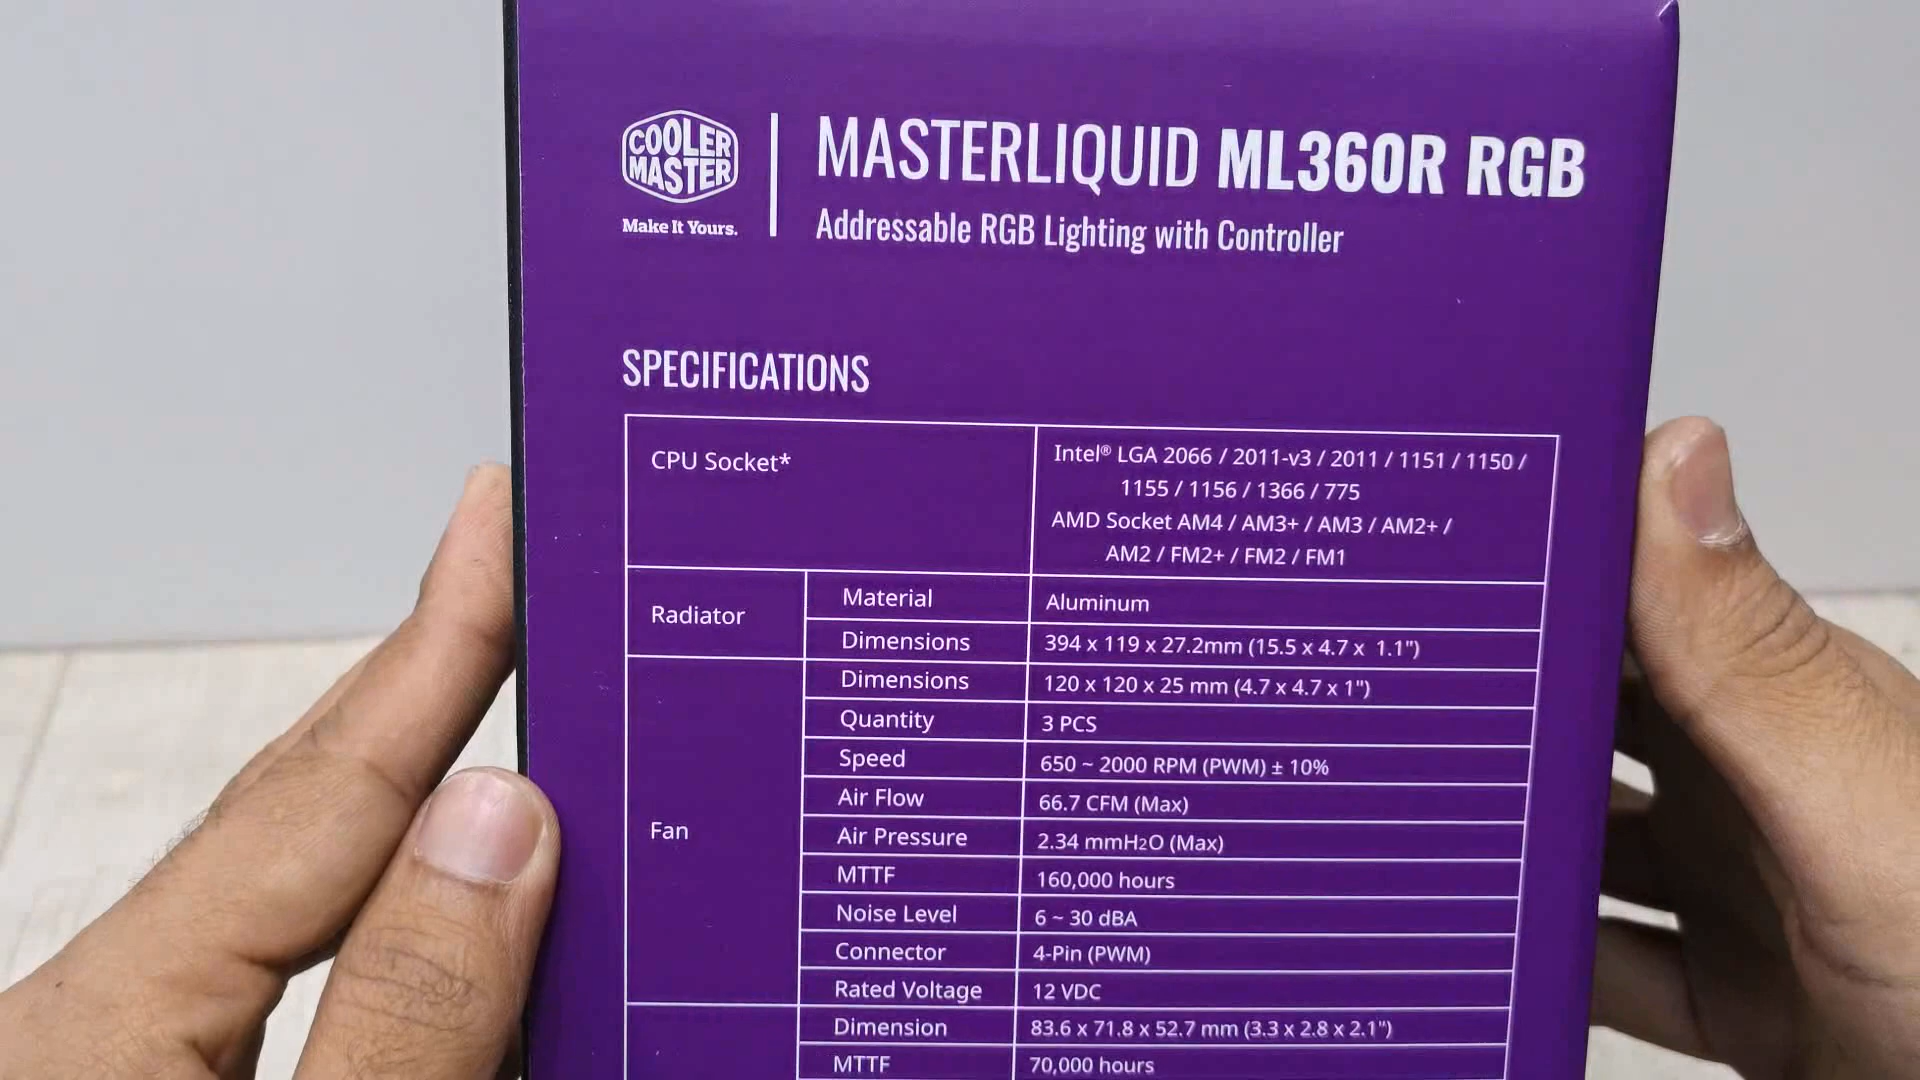 COOLER
MASTER
Make It Yours.
MASTERLIQUID ML360R RGB
Addressable RGB Lighting with Controller
SPECIFICATIONS
CPU Socket*
Intel® LGA 2066 / 2011-v3 / 2011 / 1151 / 1150 /
1155 / 1156 / 1366 / 775
AMD Socket AM4 / AM3+ / AM3 / AM2+ /
AM2 / FM2+ / FM2 / FM1
Radiator
Material Aluminum
Dimensions 394 x 119 x 27.2mm (15.5 x 4.7 x 1.1")
Fan
Dimensions 120 x 120 x 25 mm (4.7 x 4.7 x 1")
Quantity 3 PCS
Speed 650 ~ 2000 RPM (PWM) ± 10%
Air Flow 66.7 CFM (Max)
Air Pressure 2.34 mmH2O (Max)
MTTF 160,000 hours
Noise Level 6 ~ 30 dBA
Connector 4-Pin (PWM)
Rated Voltage 12 VDC
Dimension 83.6 x 71.8 x 52.7 mm (3.3 x 2.8 x 2.1")
MTTF 70,000 hours